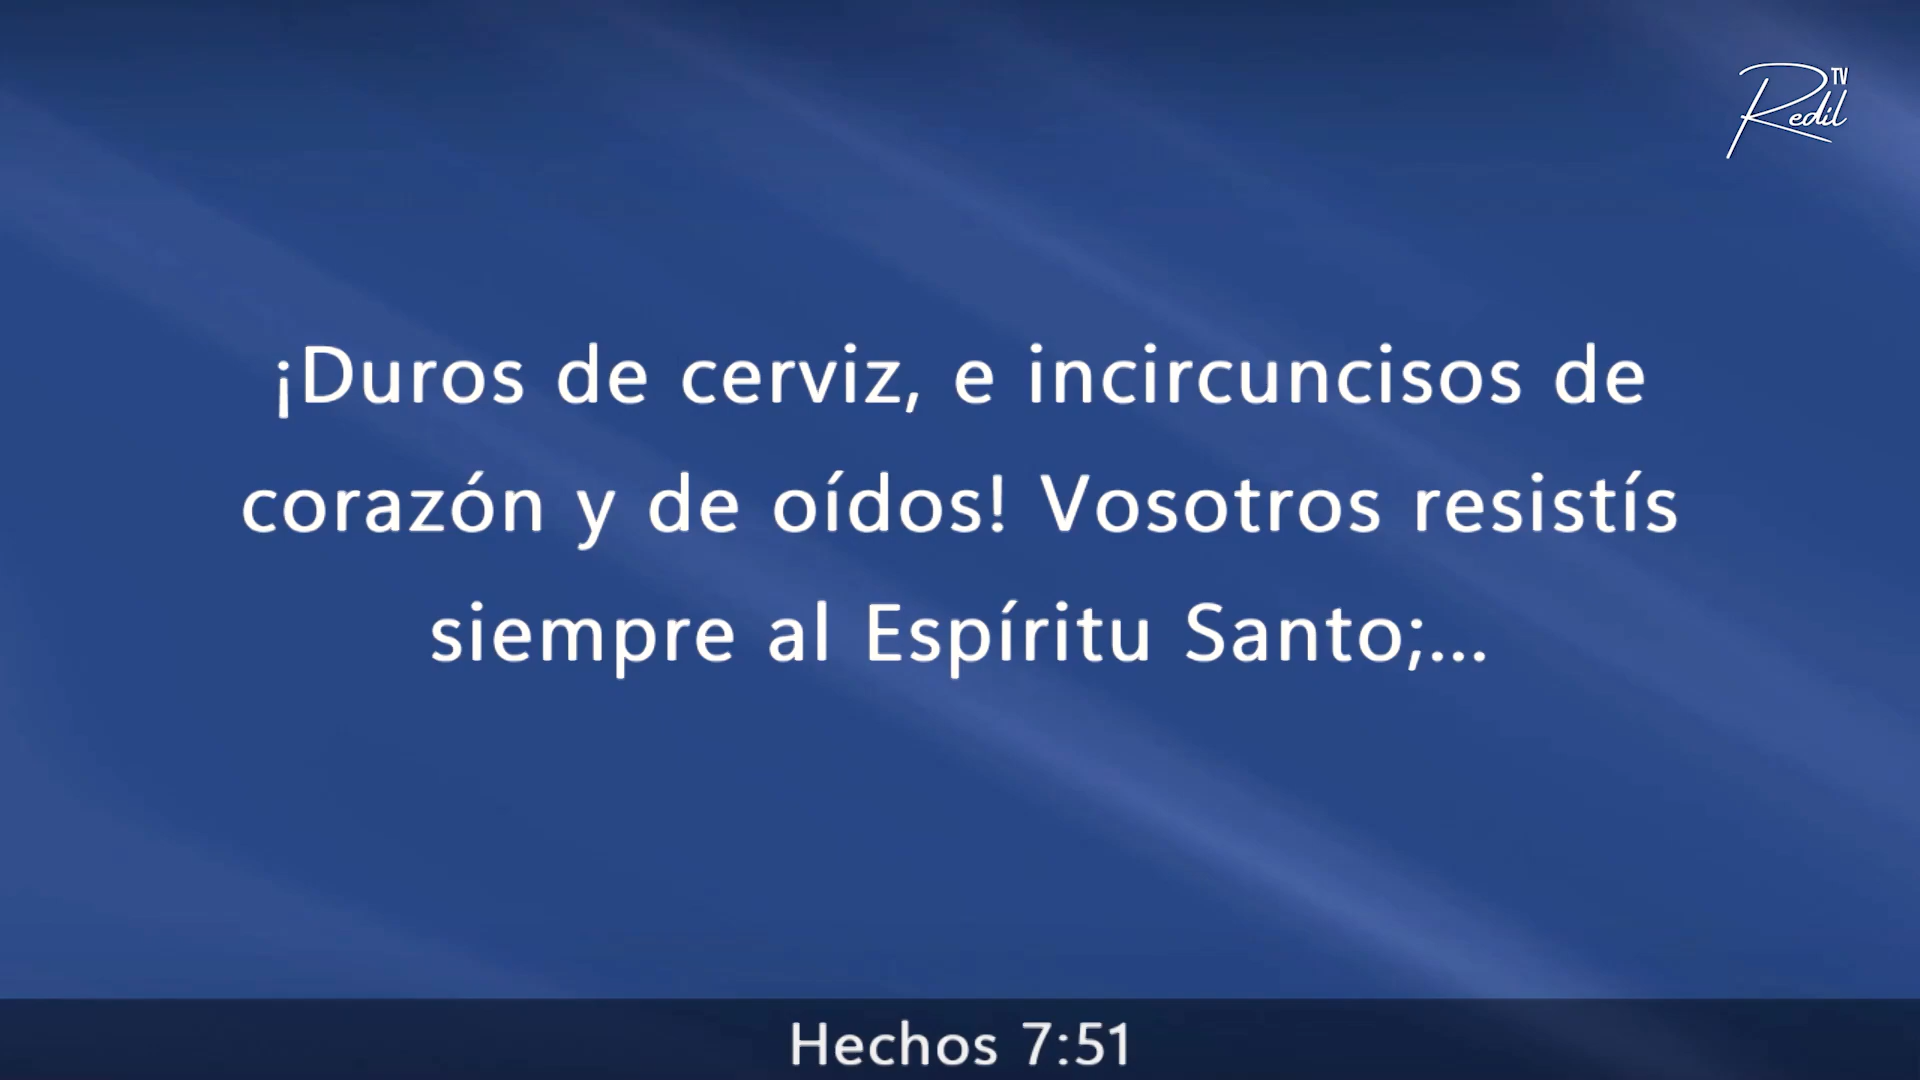 TV
Redil
¡Duros de cerviz, e incircuncisos de
corazón y de oídos! Vosotros resistís
siempre al Espíritu Santo;...
Hechos 7:51